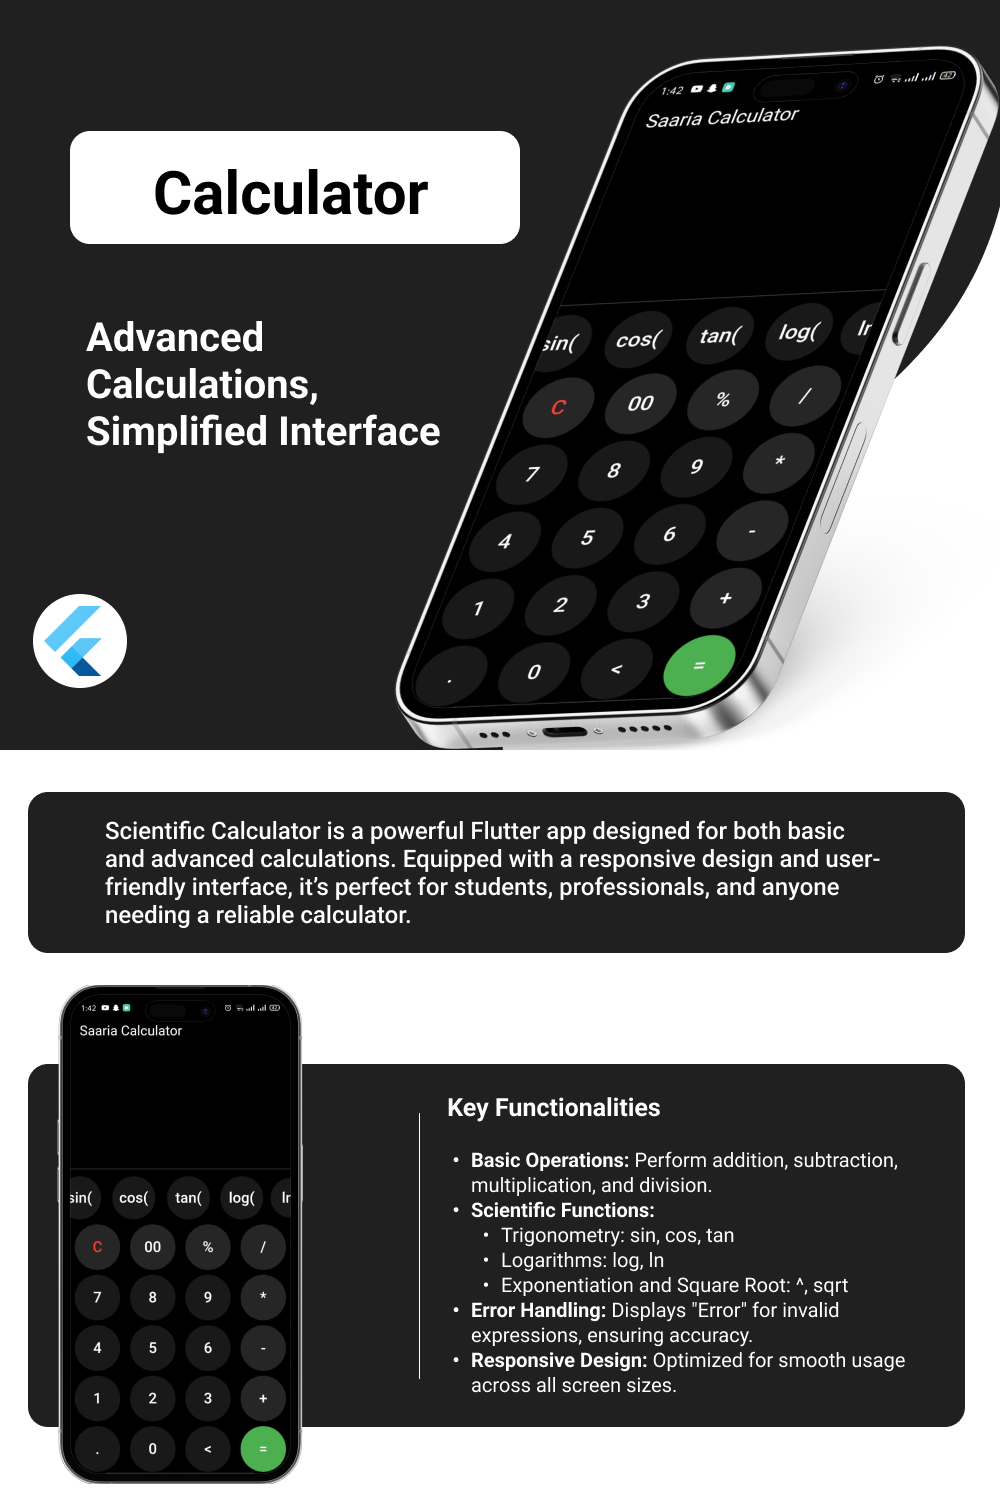 Calculator
Advanced
Calculations,
Simplified Interface
1:42
42
Saaria Calculator
sin( cos( tan( log( ln
C 00 % /
7 8 9 *
4 5 6 -
1 2 3 +
. 0 < =
Scientific Calculator is a powerful Flutter app designed for both basic
and advanced calculations. Equipped with a responsive design and user-
friendly interface, it’s perfect for students, professionals, and anyone
needing a reliable calculator.
1:42
42
Saaria Calculator
sin( cos( tan( log( ln
C 00 % /
7 8 9 *
4 5 6 -
1 2 3 +
. 0 < =
Key Functionalities
• Basic Operations: Perform addition, subtraction,
multiplication, and division.
• Scientific Functions:
• Trigonometry: sin, cos, tan
• Logarithms: log, ln
• Exponentiation and Square Root: ^, sqrt
• Error Handling: Displays "Error" for invalid
expressions, ensuring accuracy.
• Responsive Design: Optimized for smooth usage
across all screen sizes.